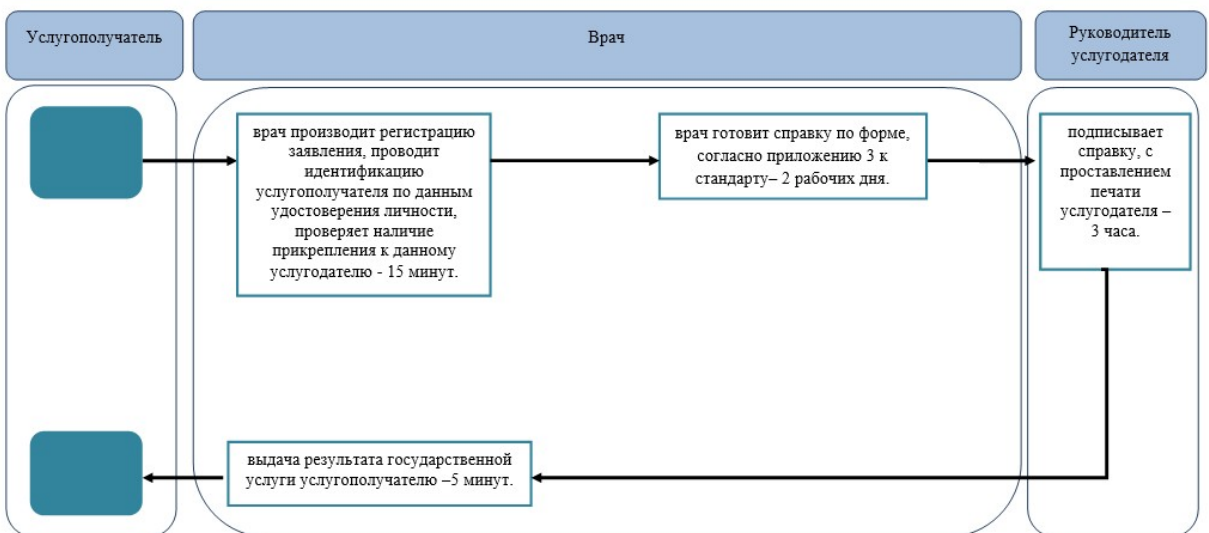 Услугополучатель
Врач
Руководитель
услугодателя
врач производит регистрацию
заявления, проводит
идентификацию
услугополучателя по данным
удостоверения личности,
проверяет наличие
прикрепления к данному
услугодателю - 15 минут.
врач готовит справку по форме,
согласно приложению 3 к
стандарту– 2 рабочих дня.
подписывает
справку, с
проставлением
печати
услугодателя –
3 часа.
выдача результата государственной
услуги услугополучателю –5 минут.